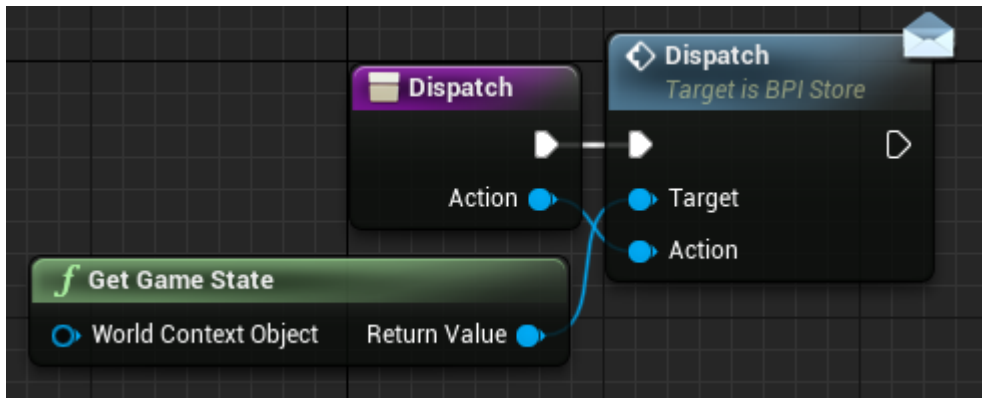 Dispatch
Action
Dispatch
Target is BPI Store
Target
Action
f Get Game State
World Context Object Return Value